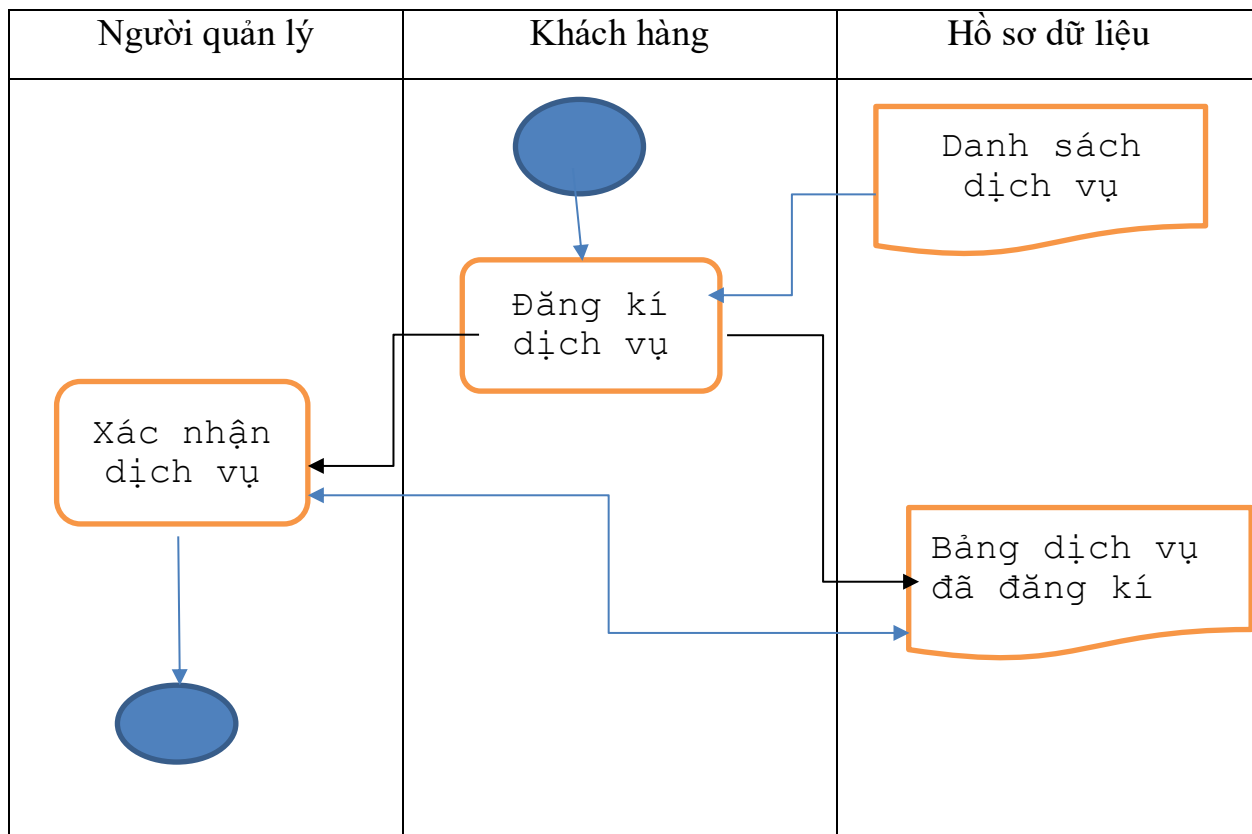 Người quản lý
Khách hàng
Hồ sơ dữ liệu
Danh sách
dịch vụ
Đăng kí
dịch vụ
Xác nhận
dịch vụ
Bảng dịch vụ
đã đăng kí